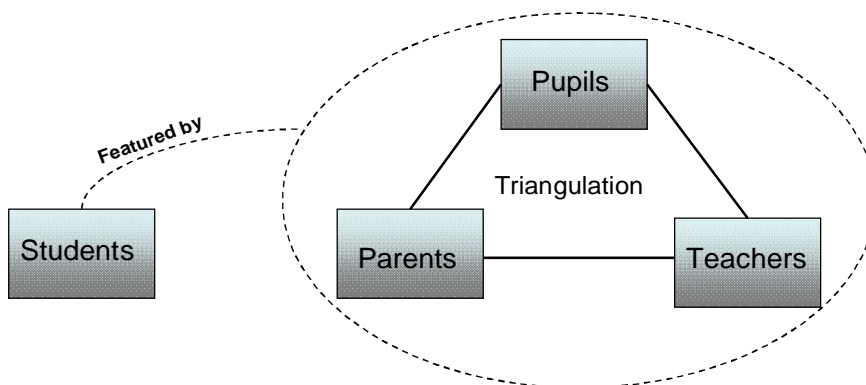 Pupils
Featured by
Triangulation
Students
Parents
Teachers